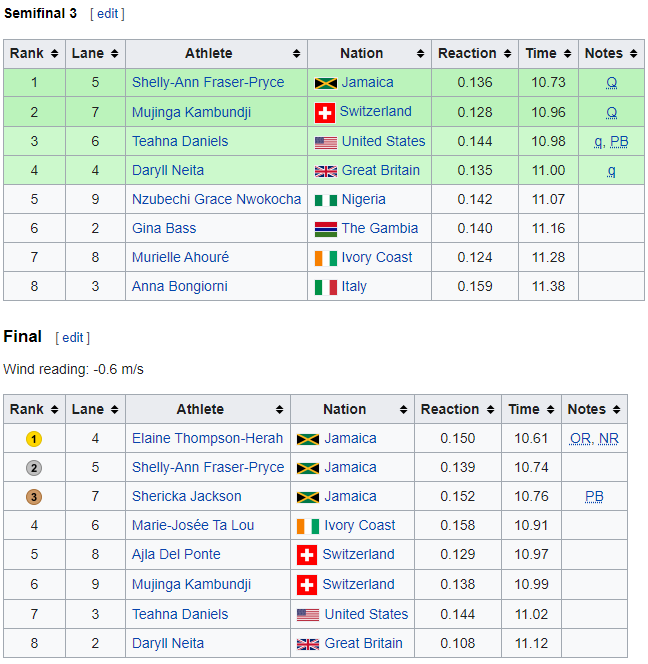 Semifinal 3 [ edit ]
Rank Lane Athlete Nation Reaction Time Notes
1 5 Shelly-Ann Fraser-Pryce Jamaica 0.136 10.73 Q
2 7 Mujinga Kambundji Switzerland 0.128 10.96 Q
3 6 Teahna Daniels United States 0.144 10.98 q, PB
4 4 Daryll Neita Great Britain 0.135 11.00 q
5 9 Nzubechi Grace Nwokocha Nigeria 0.142 11.07
6 2 Gina Bass The Gambia 0.140 11.16
7 8 Murielle Ahouré Ivory Coast 0.124 11.28
8 3 Anna Bongiorni Italy 0.159 11.38
Final [ edit ]
Wind reading: -0.6 m/s
Rank Lane Athlete Nation Reaction Time Notes
1 4 Elaine Thompson-Herah Jamaica 0.150 10.61 OR, NR
2 5 Shelly-Ann Fraser-Pryce Jamaica 0.139 10.74
3 7 Shericka Jackson Jamaica 0.152 10.76 PB
4 6 Marie-Josée Ta Lou Ivory Coast 0.158 10.91
5 8 Ajla Del Ponte Switzerland 0.129 10.97
6 9 Mujinga Kambundji Switzerland 0.138 10.99
7 3 Teahna Daniels United States 0.144 11.02
8 2 Daryll Neita Great Britain 0.108 11.12